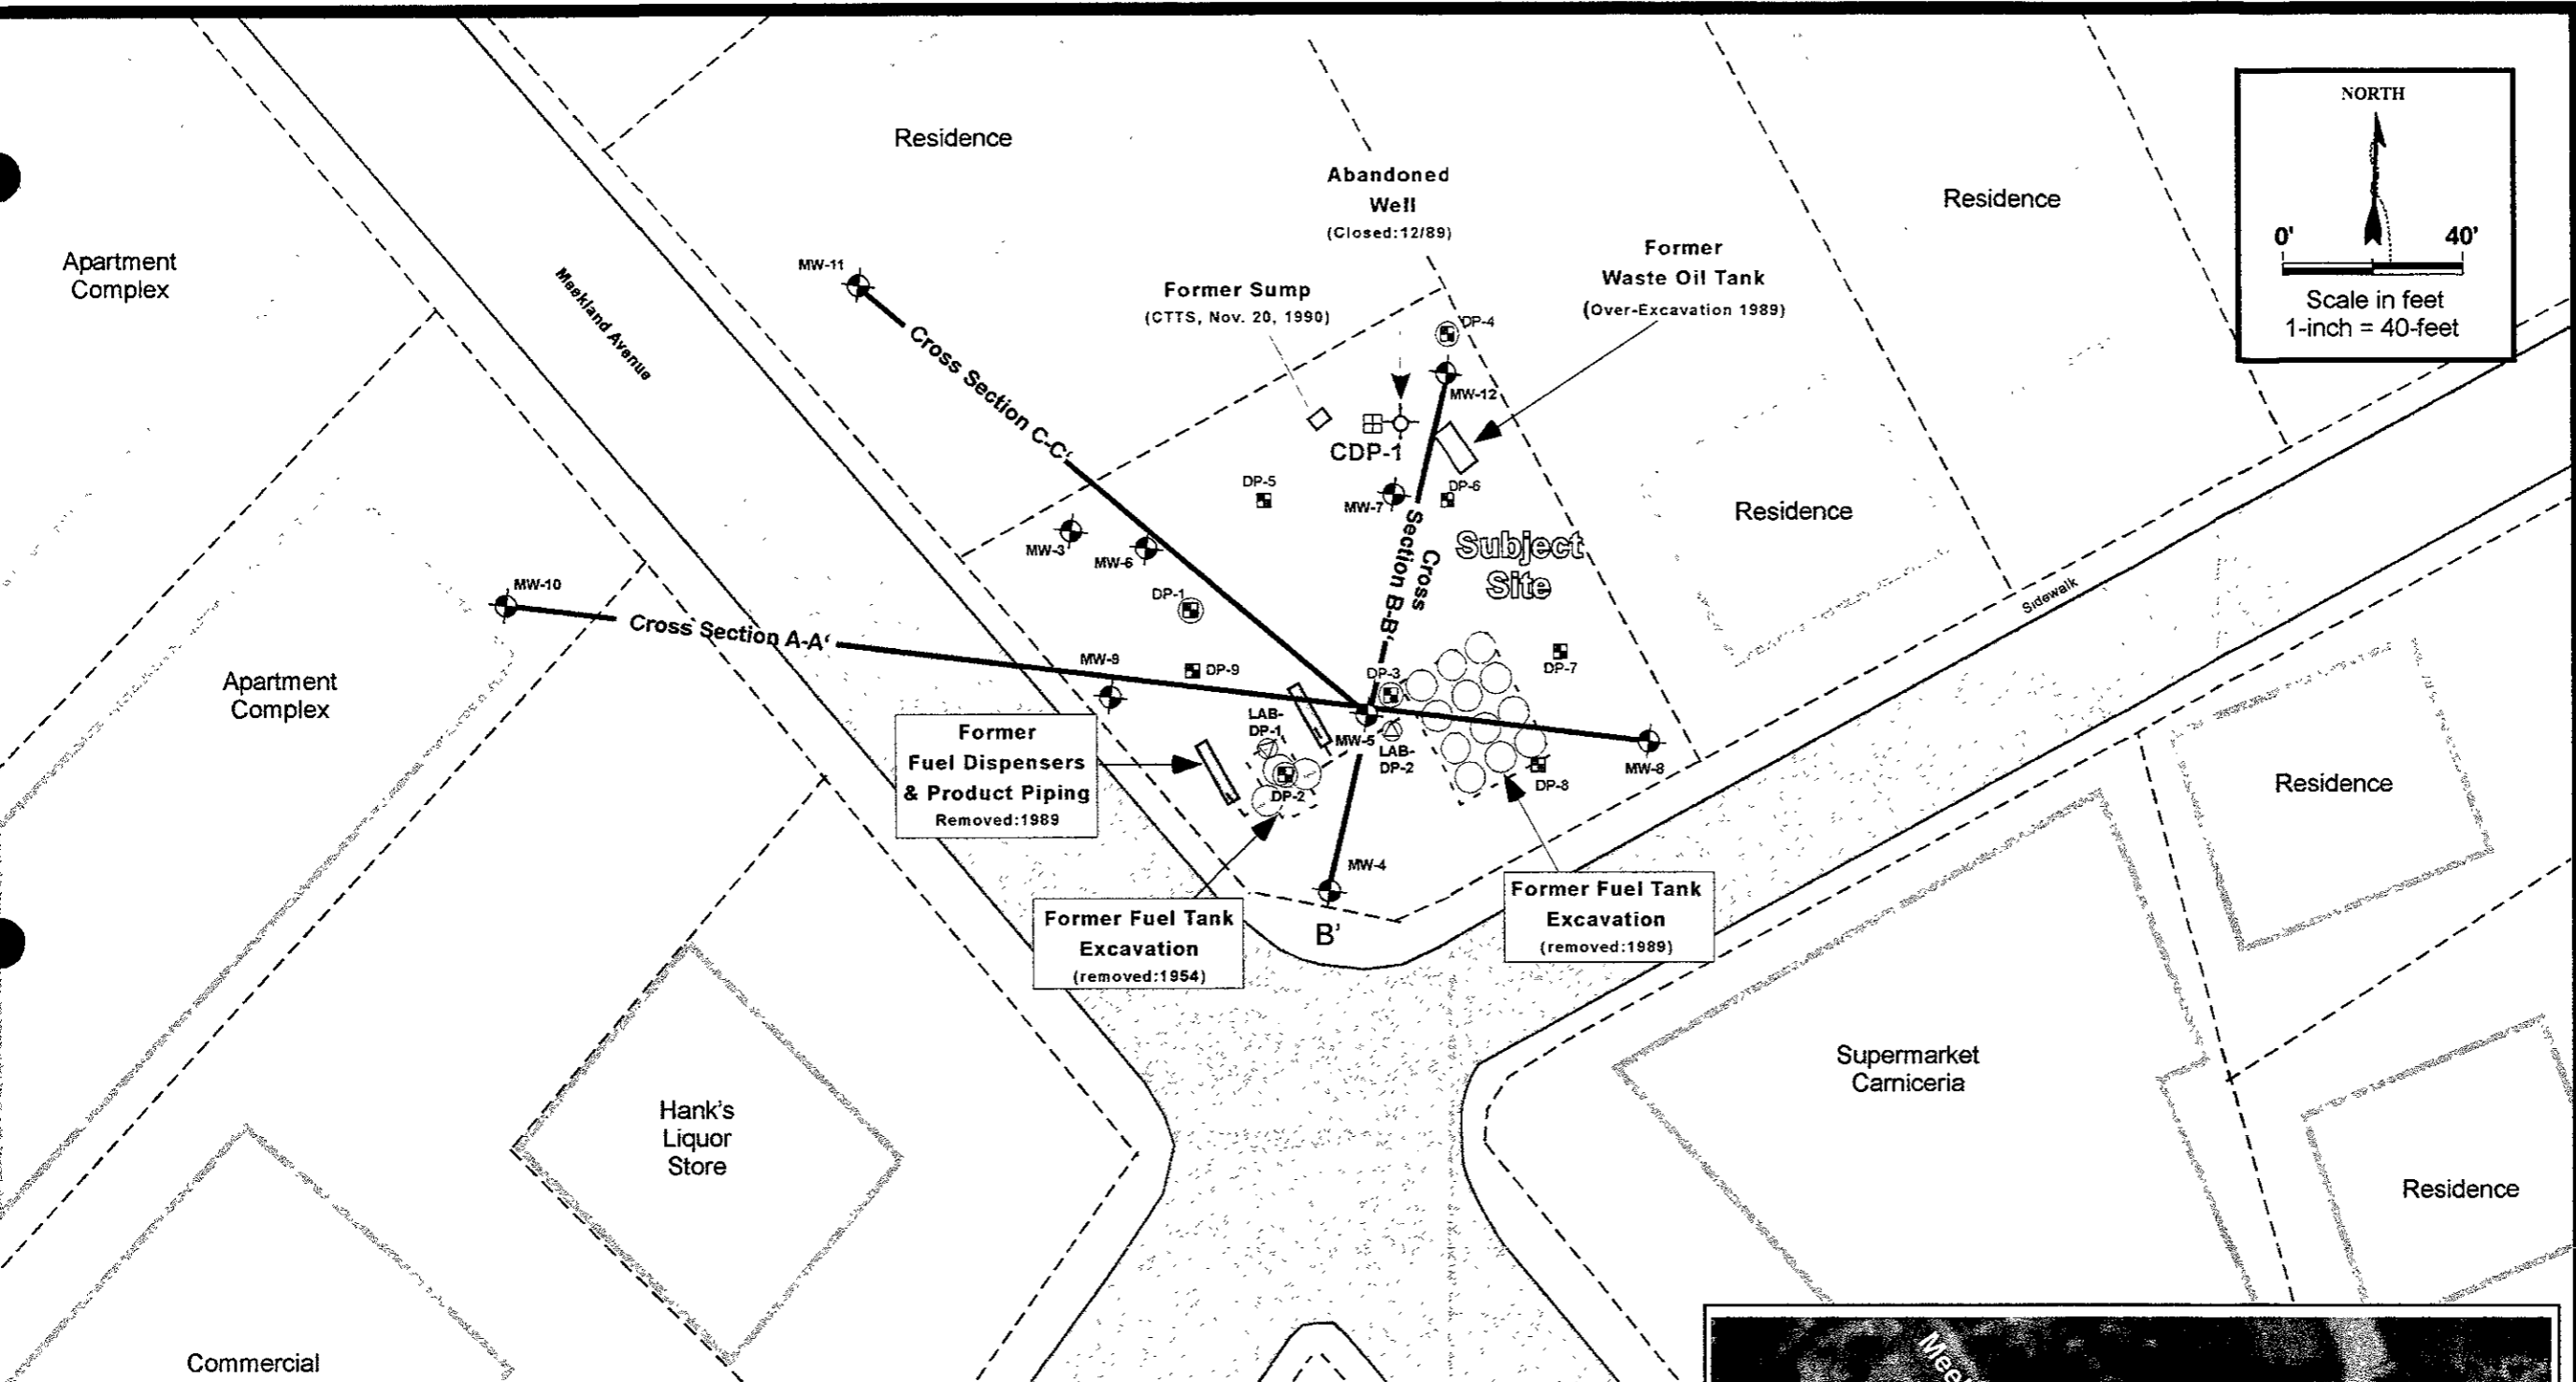 NORTH
0' 40'
Scale in feet
1-inch = 40-feet
Residence
Abandoned
Well
(Closed:12/89)
Residence
Apartment
Complex
Meekland Avenue
MW-11
Former Sump
(CTTS, Nov. 20, 1990)
Former
Waste Oil Tank
(Over-Excavation 1989)
DP-4
MW-12
Cross Section C-C'
CDP-1
DP-5
MW-7
DP-6
Residence
MW-3
MW-6
Subject
Site
Cross
Section B-B'
MW-10
DP-1
Sidewalk
Cross Section A-A'
MW-9
DP-9
DP-3
DP-7
Apartment
Complex
LAB-
DP-1
MW-5
LAB-
DP-2
MW-8
Former
Fuel Dispensers
& Product Piping
Removed:1989
DP-2
DP-8
Residence
MW-4
B'
Former Fuel Tank
Excavation
(removed:1954)
Former Fuel Tank
Excavation
(removed:1989)
Supermarket
Carniceria
Hank's
Liquor
Store
Residence
Commercial